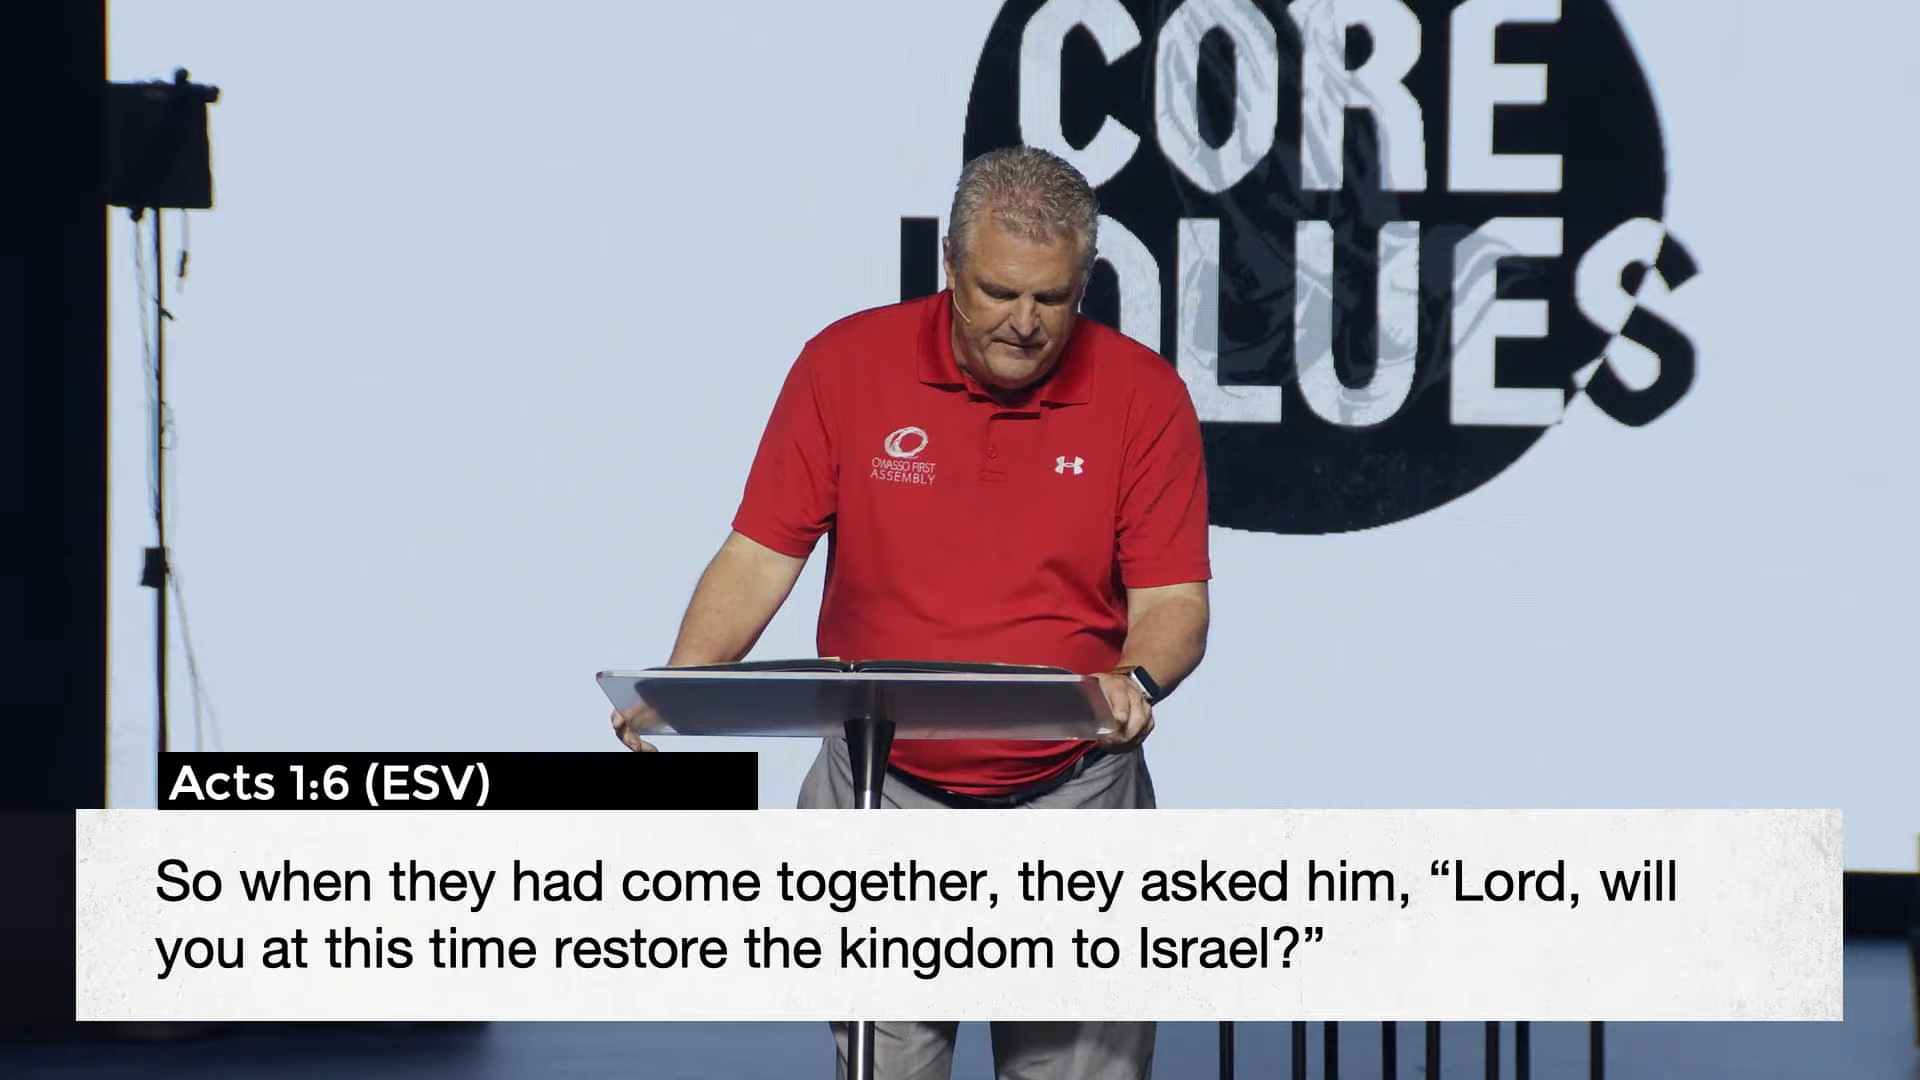 CORE
VALUES
OWASSO FIRST
ASSEMBLY
Acts 1:6 (ESV)
So when they had come together, they asked him, “Lord, will
you at this time restore the kingdom to Israel?”